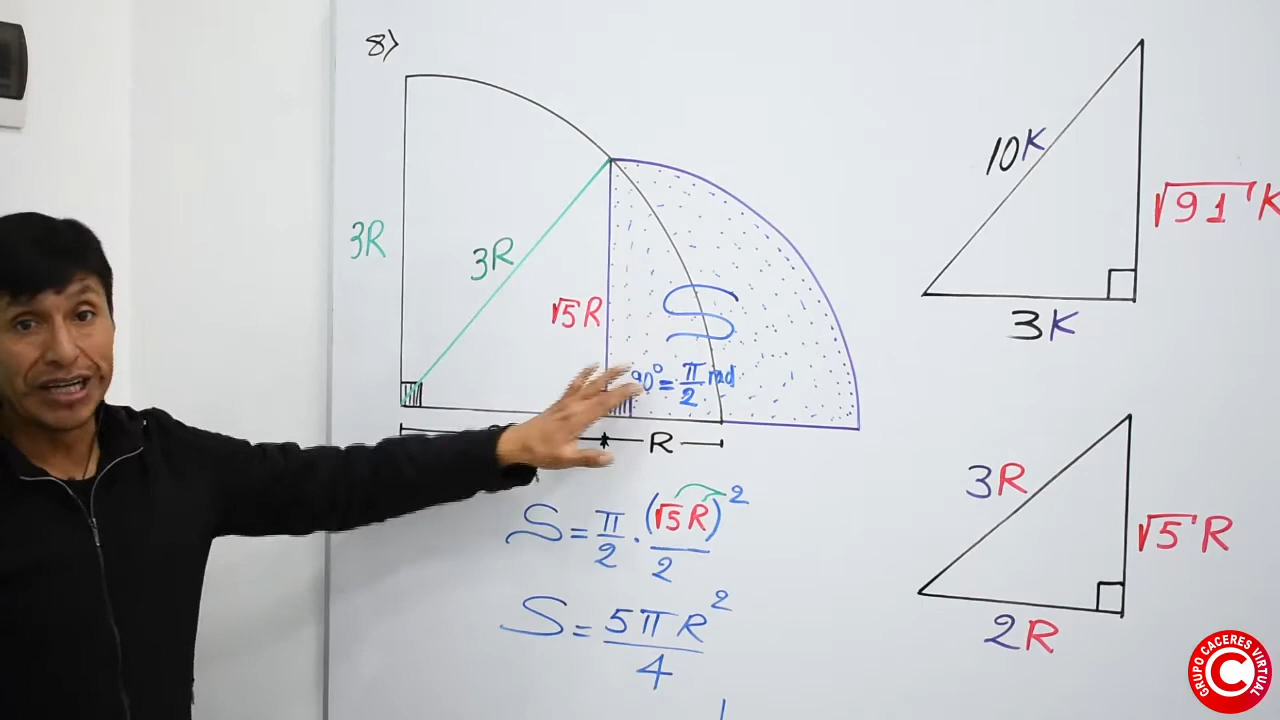 8)
3R
3R
√5 R
S
90° = π/2 rad
R
S = π/2 · (√5 R)²/2
S = 5πR²/4
10K
√91 K
3K
3R
√5 R
2R
GRUPO CACERES VIRTUAL
C